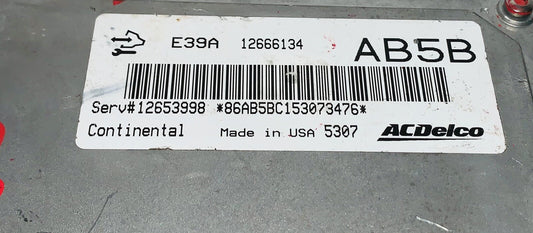 E39A 12666134 AB5B
Serv#12653998 *86AB5BC153073476*
Continental Made in USA 5307 ACDelco